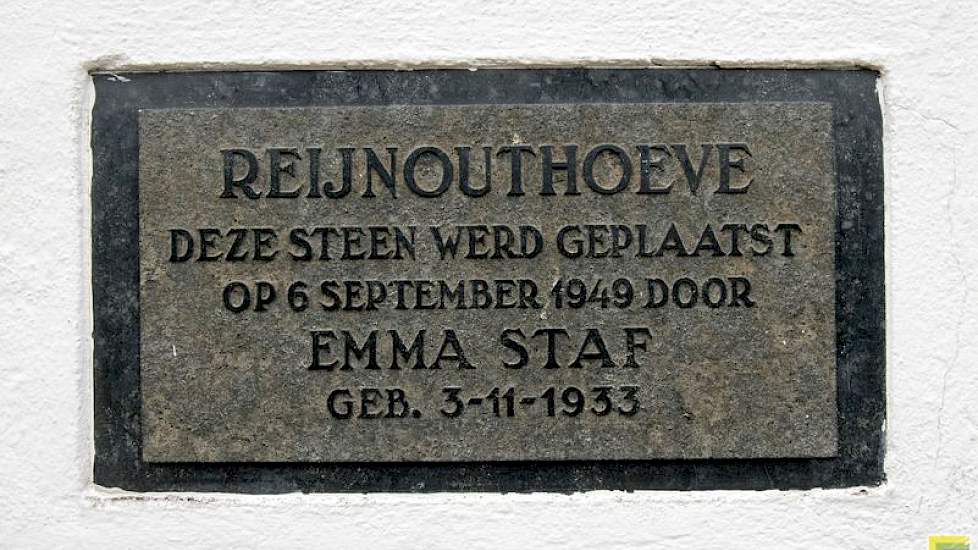 REIJNOUTHOEVE
DEZE STEEN WERD GEPLAATST
OP 6 SEPTEMBER 1949 DOOR
EMMA STAF
GEB. 3-11-1933